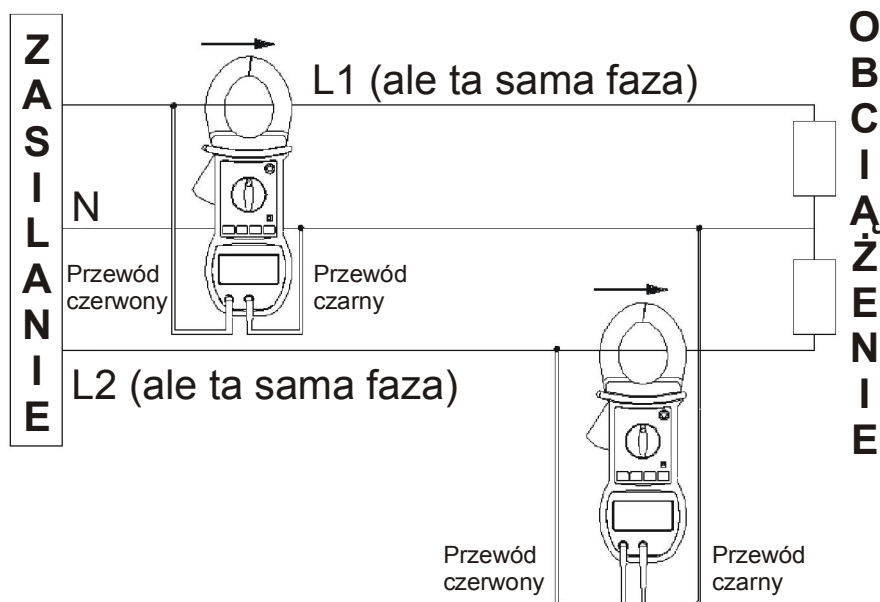 ZASILANIE
L1 (ale ta sama faza)
OBCIĄŻENIE
N
Przewód
czerwony
Przewód
czarny
L2 (ale ta sama faza)
Przewód
czerwony
Przewód
czarny